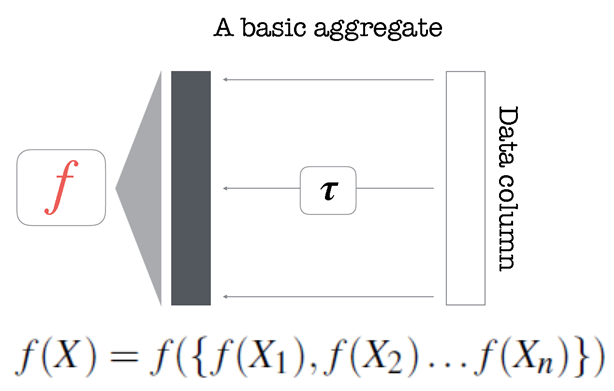 A basic aggregate
f
τ
Data column
f(X) = f({f(X₁), f(X₂) … f(Xₙ)})